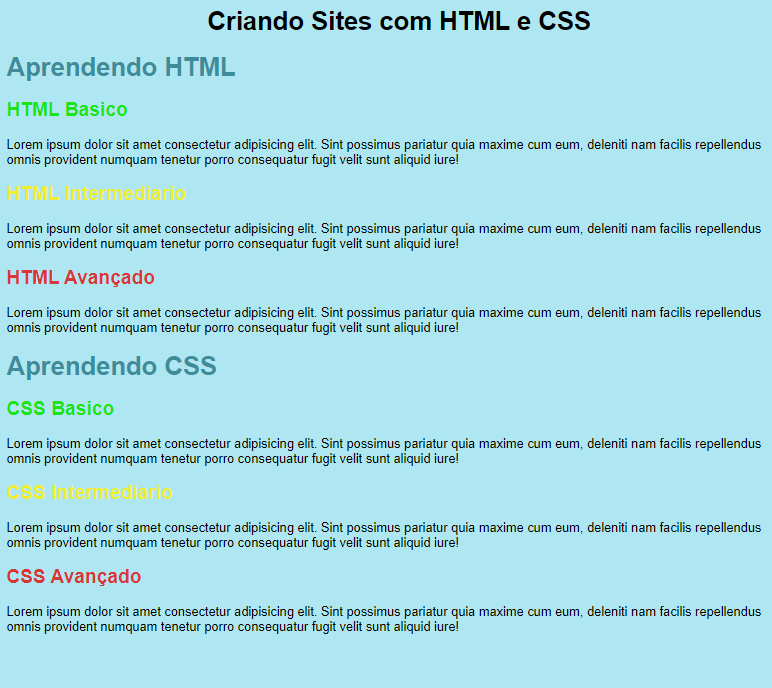 Criando Sites com HTML e CSS
Aprendendo HTML
HTML Basico
Lorem ipsum dolor sit amet consectetur adipisicing elit. Sint possimus pariatur quia maxime cum eum, deleniti nam facilis repellendus
omnis provident numquam tenetur porro consequatur fugit velit sunt aliquid iure!
HTML Intermediario
Lorem ipsum dolor sit amet consectetur adipisicing elit. Sint possimus pariatur quia maxime cum eum, deleniti nam facilis repellendus
omnis provident numquam tenetur porro consequatur fugit velit sunt aliquid iure!
HTML Avançado
Lorem ipsum dolor sit amet consectetur adipisicing elit. Sint possimus pariatur quia maxime cum eum, deleniti nam facilis repellendus
omnis provident numquam tenetur porro consequatur fugit velit sunt aliquid iure!
Aprendendo CSS
CSS Basico
Lorem ipsum dolor sit amet consectetur adipisicing elit. Sint possimus pariatur quia maxime cum eum, deleniti nam facilis repellendus
omnis provident numquam tenetur porro consequatur fugit velit sunt aliquid iure!
CSS Intermediario
Lorem ipsum dolor sit amet consectetur adipisicing elit. Sint possimus pariatur quia maxime cum eum, deleniti nam facilis repellendus
omnis provident numquam tenetur porro consequatur fugit velit sunt aliquid iure!
CSS Avançado
Lorem ipsum dolor sit amet consectetur adipisicing elit. Sint possimus pariatur quia maxime cum eum, deleniti nam facilis repellendus
omnis provident numquam tenetur porro consequatur fugit velit sunt aliquid iure!